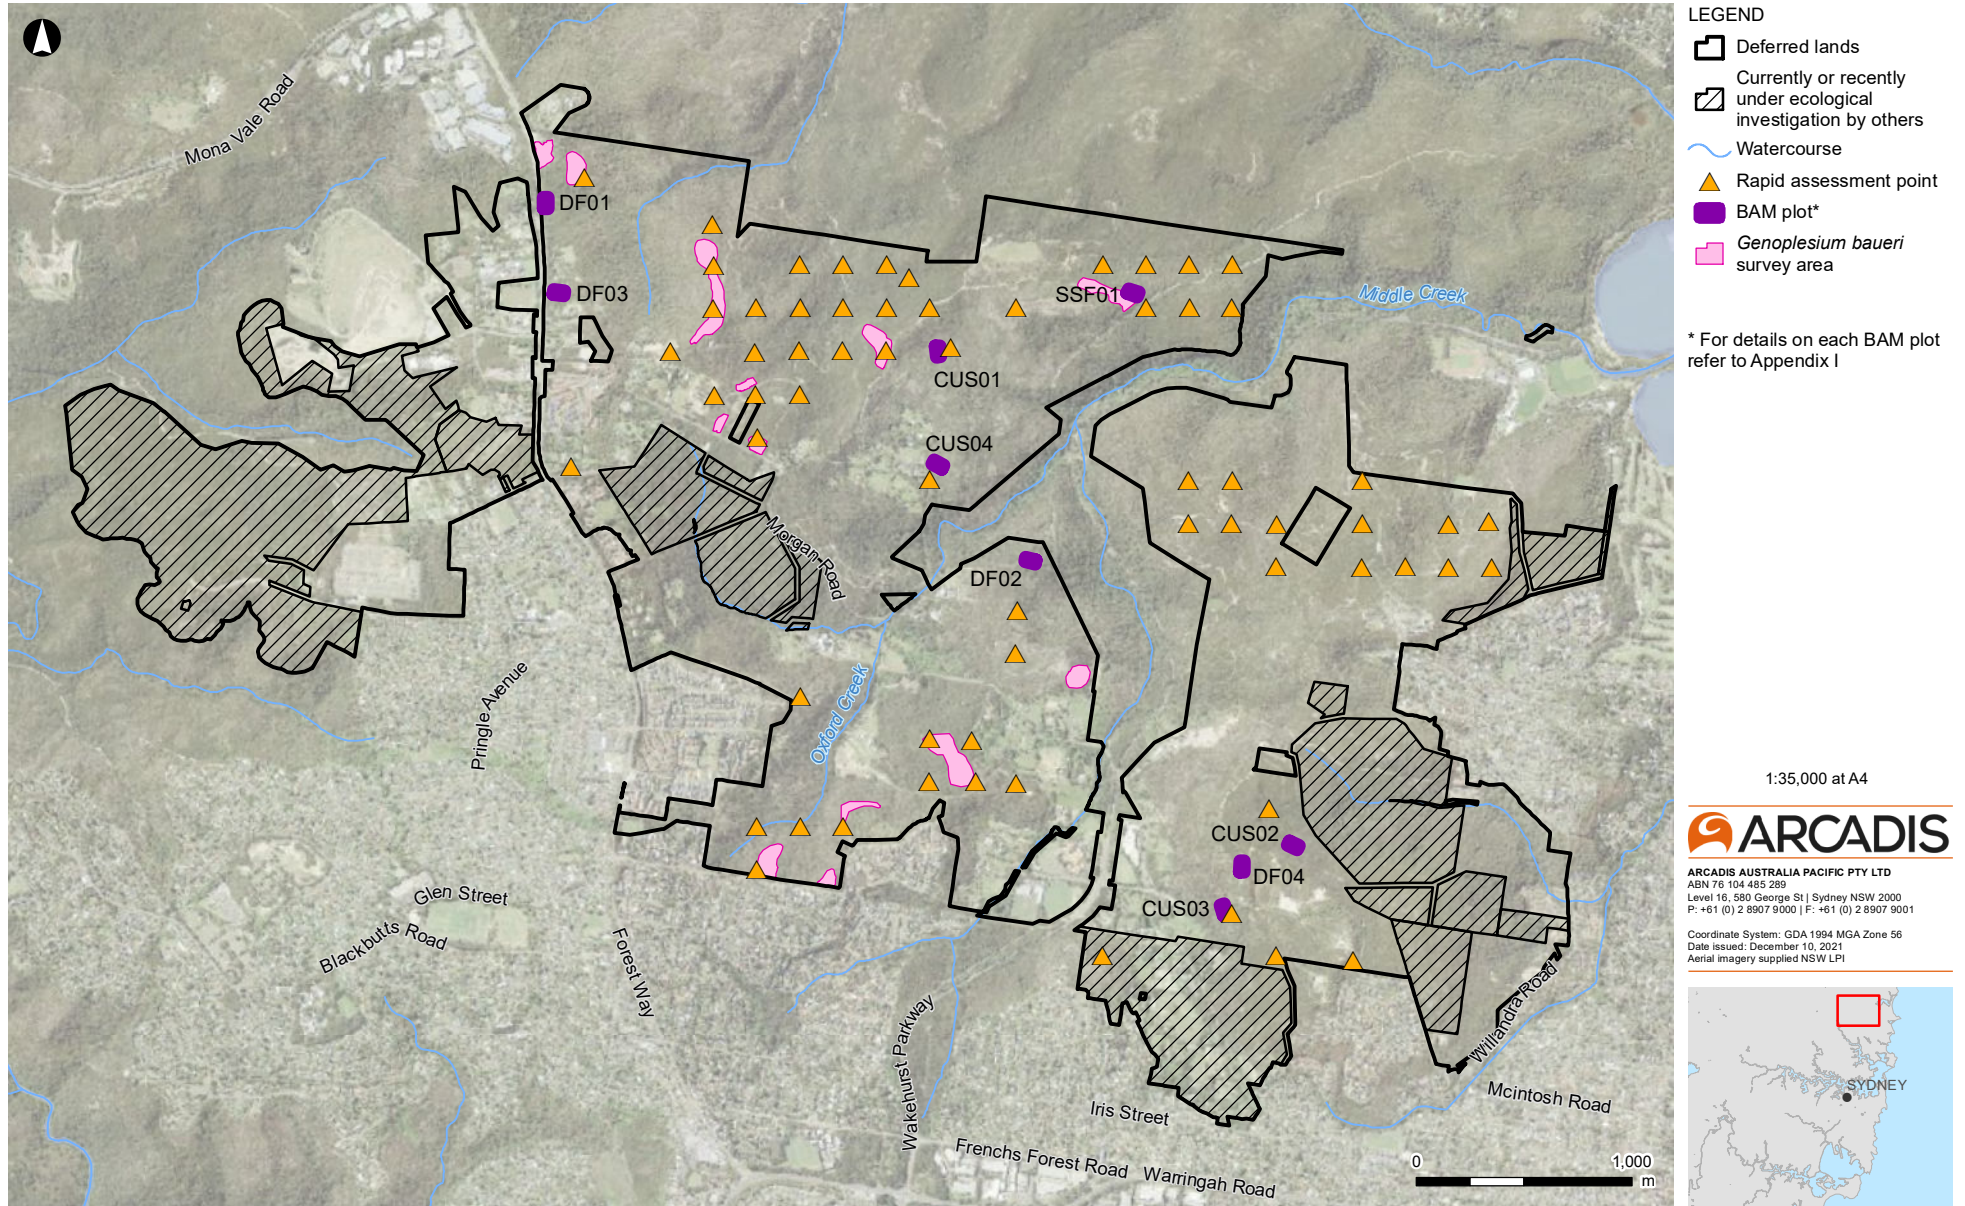 LEGEND
Deferred lands
Currently or recently
under ecological
investigation by others
Watercourse
Rapid assessment point
BAM plot*
Genoplesium baueri
survey area
* For details on each BAM plot
refer to Appendix I
Mona Vale Road
DF01
DF03
SSF01
Middle Creek
CUS01
CUS04
Morgan Road
DF02
Pringle Avenue
Oxford Creek
CUS02
DF04
CUS03
Glen Street
Blackbutts Road
Forest Way
Wakehurst Parkway
Willandra Road
Iris Street
Mcintosh Road
Frenchs Forest Road
Warringah Road
0
1,000
m
1:35,000 at A4
ARCADIS
ARCADIS AUSTRALIA PACIFIC PTY LTD
ABN 76 104 485 289
Level 16, 580 George St | Sydney NSW 2000
P: +61 (0) 2 8907 9000 | F: +61 (0) 2 8907 9001
Coordinate System: GDA 1994 MGA Zone 56
Date issued: December 10, 2021
Aerial imagery supplied NSW LPI
SYDNEY